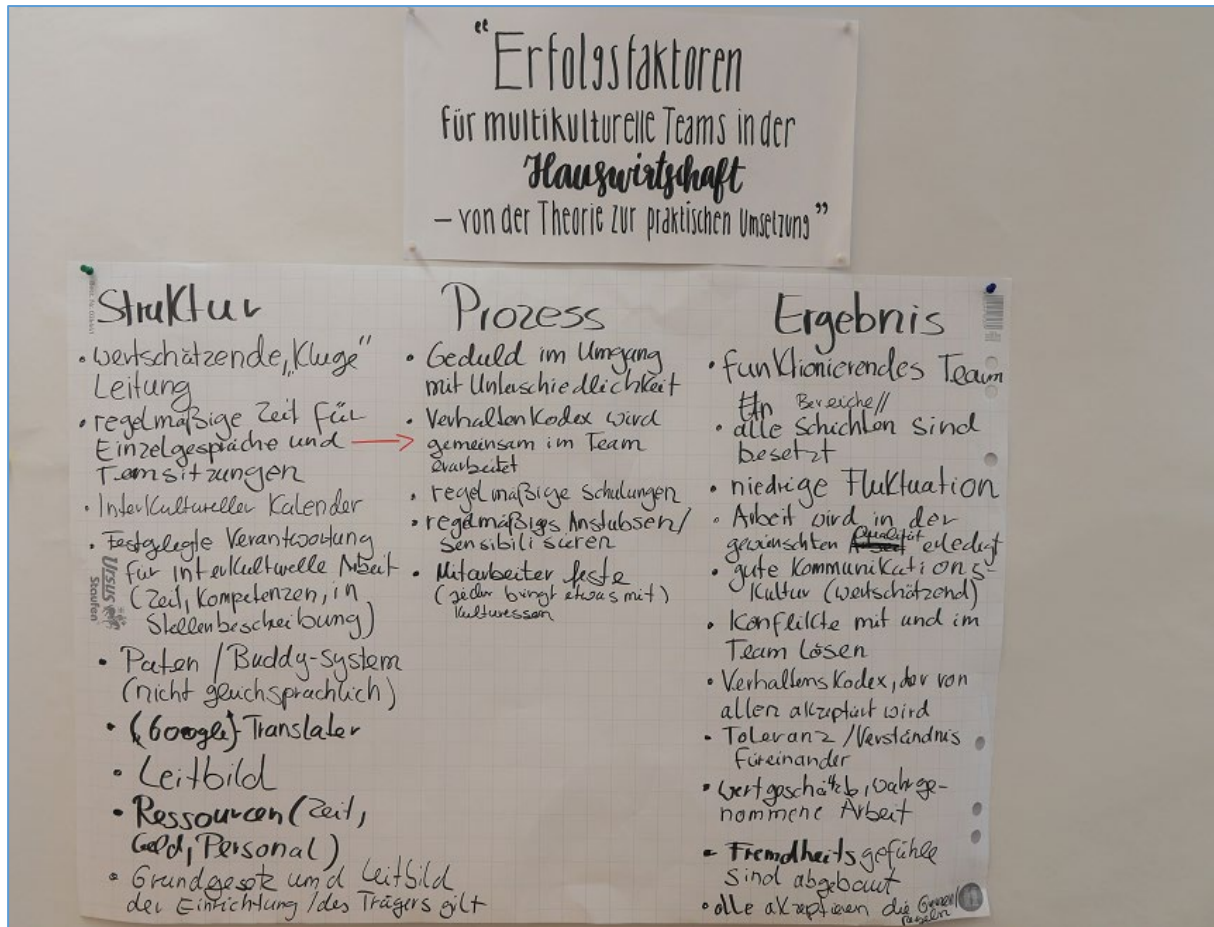 "Erfolgsfaktoren
für multikulturelle Teams in der
Hauswirtschaft
– von der Theorie zur praktischen Umsetzung"
Struktur
• wertschätzende, "Kluge"
Leitung
• regelmäßige Zeit für
Einzelgespräche und
Teamsitzungen
• Interkultureller Kalender
• Festgelegte Verantwortung
für interkulturelle Arbeit
(Zeit, Kompetenzen, in
Stellenbescheibung)
• Paten / Buddy-System
(nicht gleichsprachlich)
• (Google) Translater
• Leitbild
• Ressourcen (Zeit,
Geld, Personal)
• Grundgesetz und Leitbild
der Einrichtung / des Trägers gilt
Ursus
Staufen
Prozess
• Geduld im Umgang
mit Unterschiedlichkeit
• Verhaltenkodex wird
gemeinsam im Team
erarbeitet
• regelmäßige Schulungen
• regelmäßiges Anstubsen /
Sensibilisieren
• Mitarbeiterfeste
(jeder bringt etwas mit)
Kulturessen
Ergebnis
• funktionierendes Team
Bereiche //
• alle Schichten sind
besetzt
• niedrige Fluktuation
• Arbeit wird in der
gewünschten Qualität erledigt
• gute Kommunikations-
Kultur (wertschätzend)
• Konflikte mit und im
Team lösen
• Verhaltenskodex, der von
allen akzeptiert wird
• Toleranz / Verständnis
füreinander
• wertgeschätzte, wahrge-
nommene Arbeit
• Fremdheitsgefühle
sind abgebaut
• alle akzeptieren die
regeln